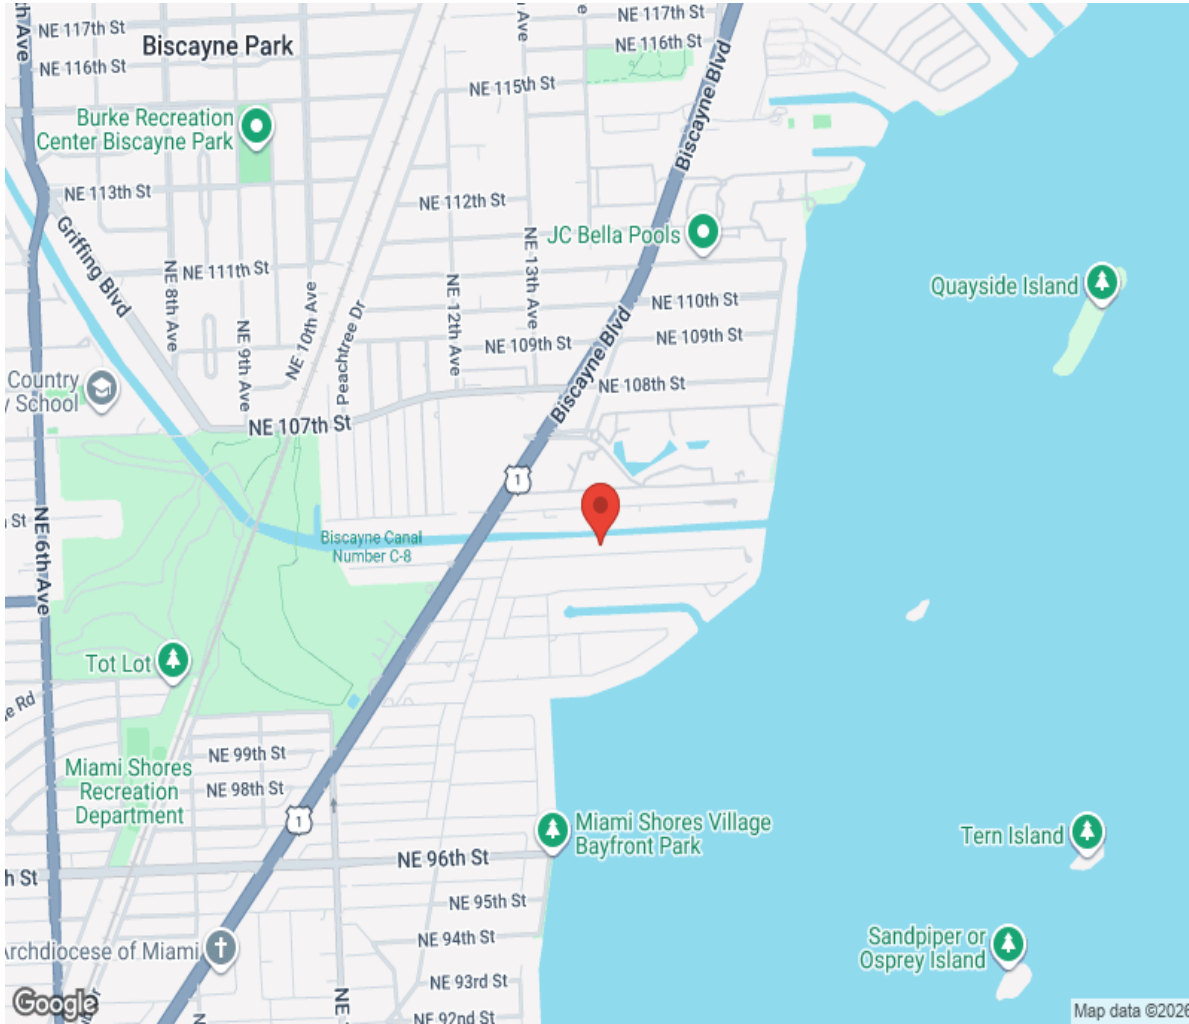 NE 117th St
Biscayne Park
NE 116th St
NE 117th St
NE 116th St
Biscayne Blvd
Burke Recreation
Center Biscayne Park
NE 115th St
NE 113th St
NE 112th St
Griffing Blvd
JC Bella Pools
NE 13th Ave
NE 8th Ave
NE 111th St
NE 10th Ave
NE 12th Ave
Quayside Island
NE 110th St
NE 9th Ave
Peachtree Dr
NE 109th St
NE 109th St
Biscayne Blvd
Country
y School
NE 108th St
NE 107th St
1
St
NE 6th Ave
Biscayne Canal
Number C-8
Tot Lot
e Rd
NE 99th St
Miami Shores
Recreation
Department
NE 98th St
1
Miami Shores Village
Bayfront Park
Tern Island
NE 96th St
h St
NE 95th St
NE 94th St
Archdiocese of Miami
Sandpiper or
Osprey Island
NE 93rd St
NE
NE 92nd St
Google
Map data ©2026